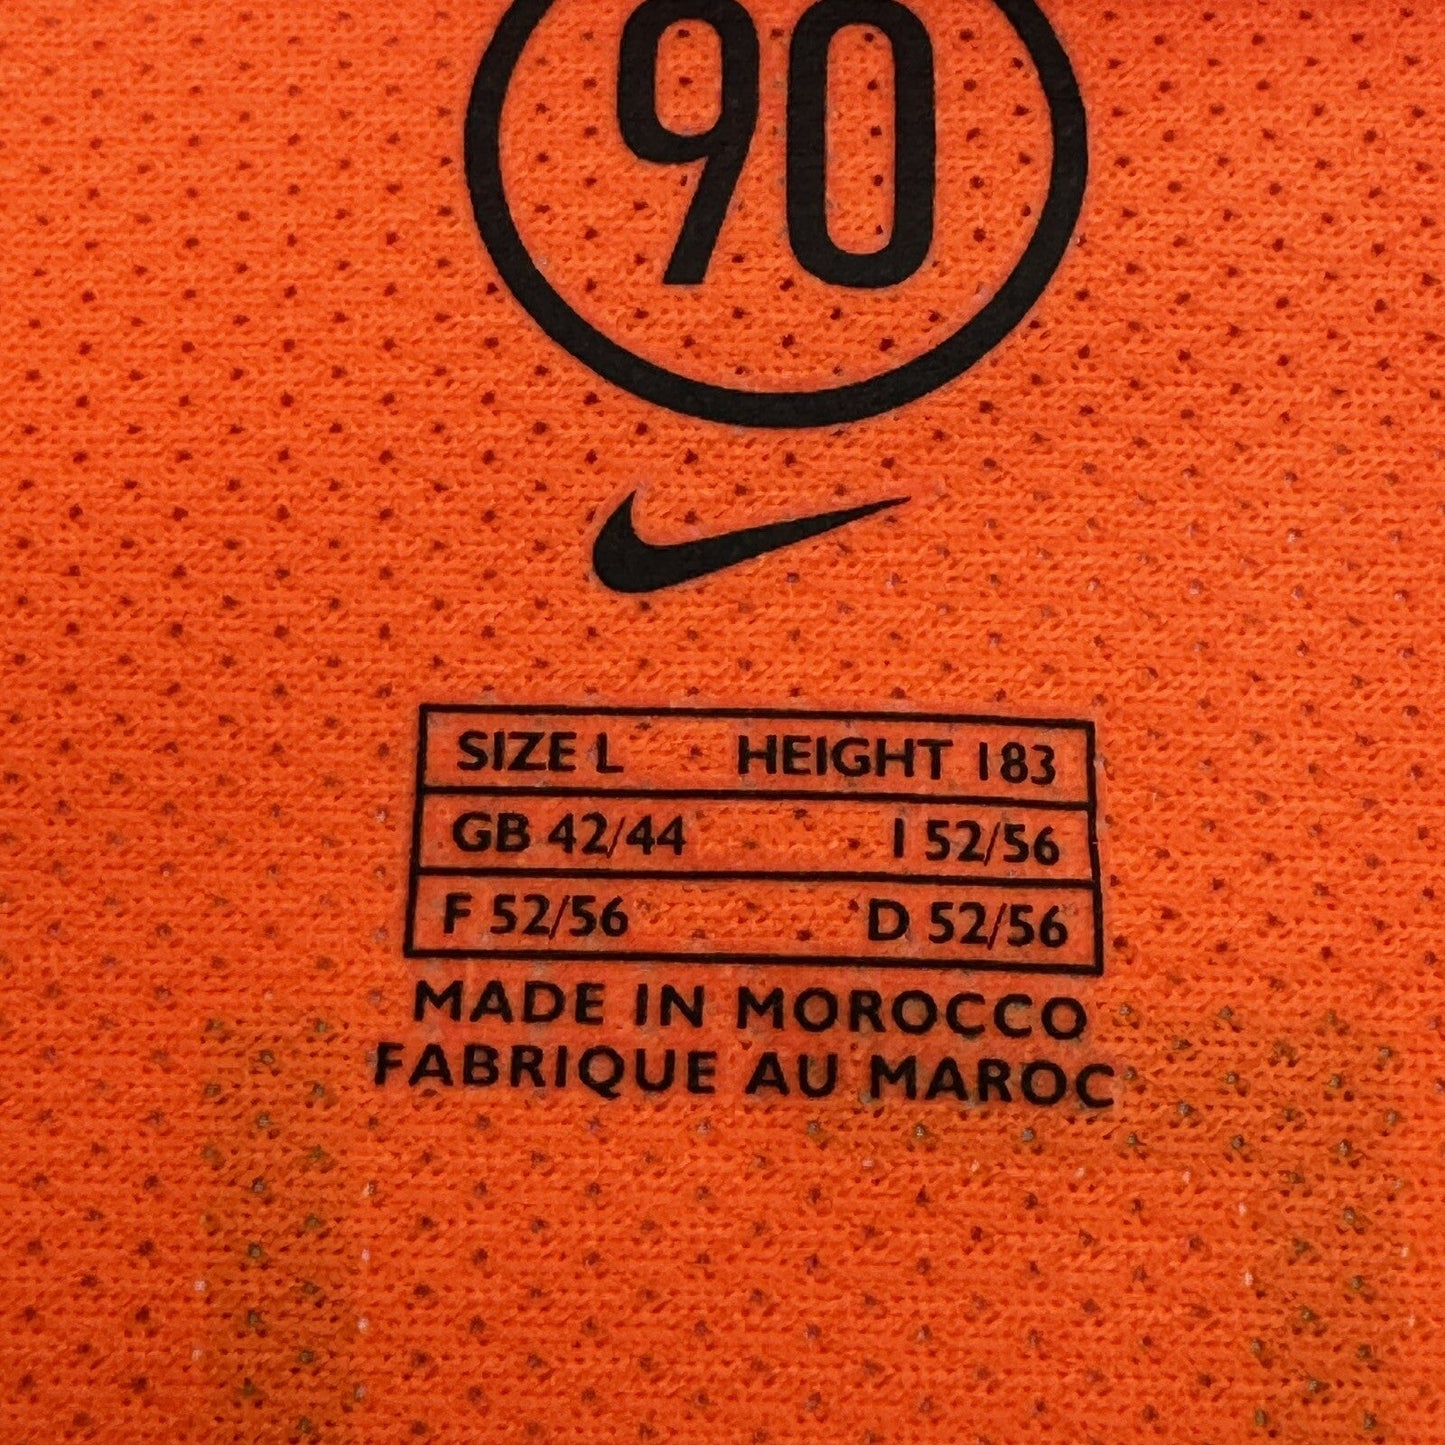 90
SIZE L HEIGHT 183
GB 42/44 I 52/56
F 52/56 D 52/56
MADE IN MOROCCO
FABRIQUE AU MAROC